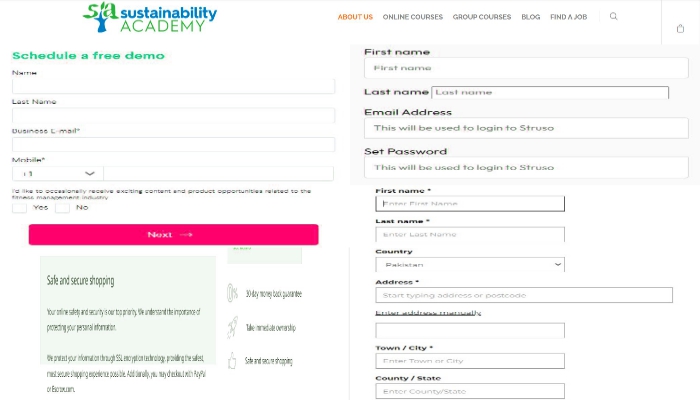 sa sustainability
ACADEMY
ABOUT US
ONLINE COURSES
GROUP COURSES
BLOG
FIND A JOB
Schedule a free demo
Name
Last Name
Business E-mail*
Mobile*
+1
I'd like to occasionally receive exciting content and product opportunities related to the
fitness management industry
Yes
No
Next →
Safe and secure shopping
Your online safety and security is our top priority. We understand the importance of
protecting your personal information.
We protect your information through SSL encryption technology, providing the safest,
most secure shopping experience possible. Additionally, you may checkout with PayPal
or Escrow.com.
30 day money back guarantee
Take immediate ownership
Safe and secure shopping
First name
First name
Last name
Last name
Email Address
This will be used to login to Struso
Set Password
This will be used to login to Struso
First name *
Enter First Name
Last name *
Enter Last Name
Country
Pakistan
Address *
Start typing address or postcode
Enter address manually
Town / City *
Enter Town or City
County / State
Enter County/State